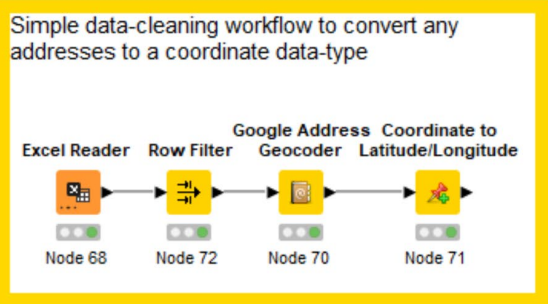 Simple data-cleaning workflow to convert any
addresses to a coordinate data-type
Excel Reader
Row Filter
Google Address
Geocoder
Coordinate to
Latitude/Longitude
Node 68
Node 72
Node 70
Node 71